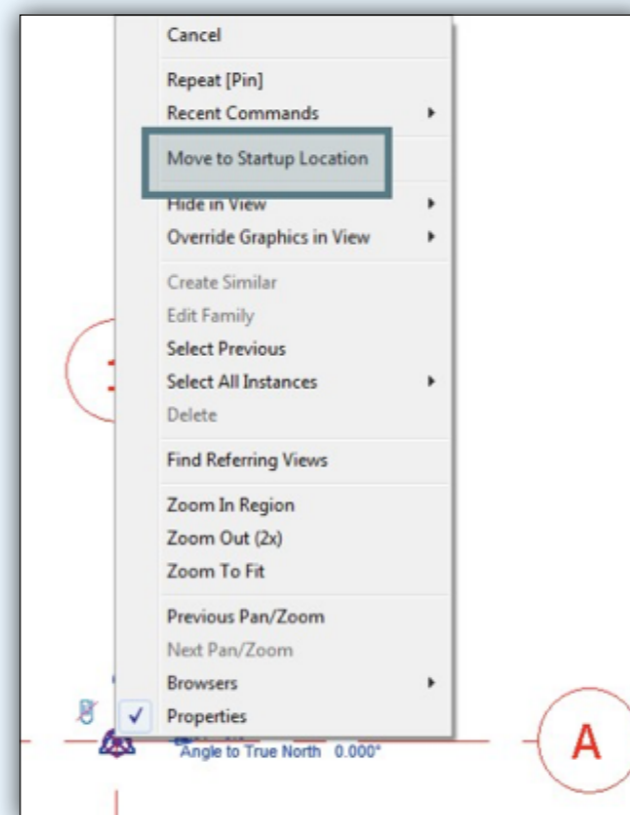 Cancel
Repeat [Pin]
Recent Commands
Move to Startup Location
Hide in View
Override Graphics in View
Create Similar
Edit Family
Select Previous
Select All Instances
Delete
Find Referring Views
Zoom In Region
Zoom Out (2x)
Zoom To Fit
Previous Pan/Zoom
Next Pan/Zoom
Browsers
Properties
Angle to True North 0.000°
A